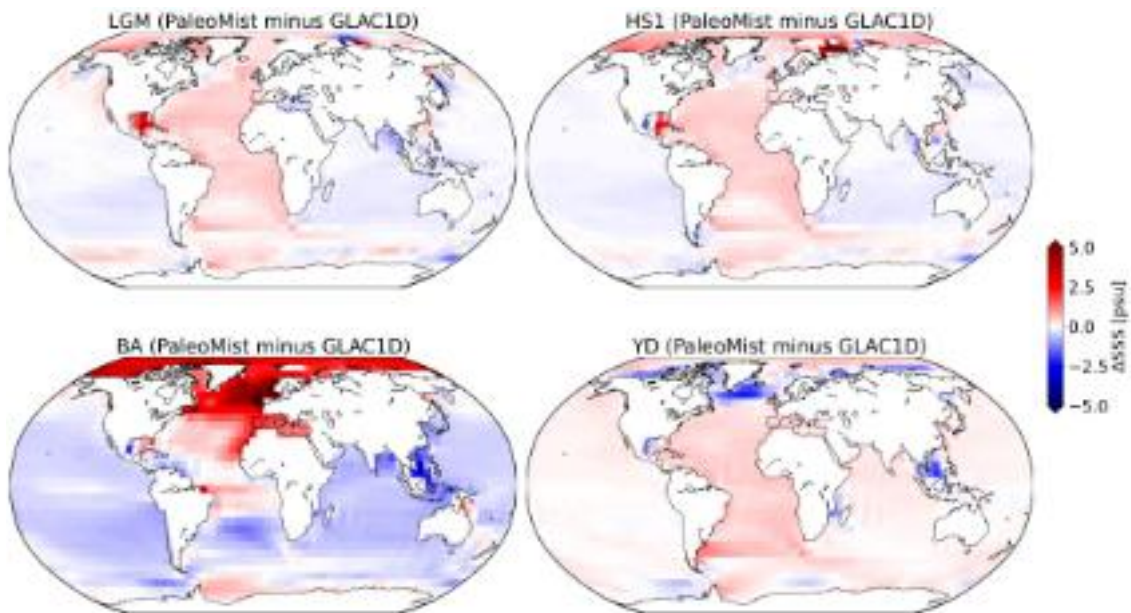 LGM (PaleoMist minus GLAC1D)
HS1 (PaleoMist minus GLAC1D)
BA (PaleoMist minus GLAC1D)
YD (PaleoMist minus GLAC1D)
5.0
2.5
0.0
−2.5
−5.0
ΔSSS [psu]